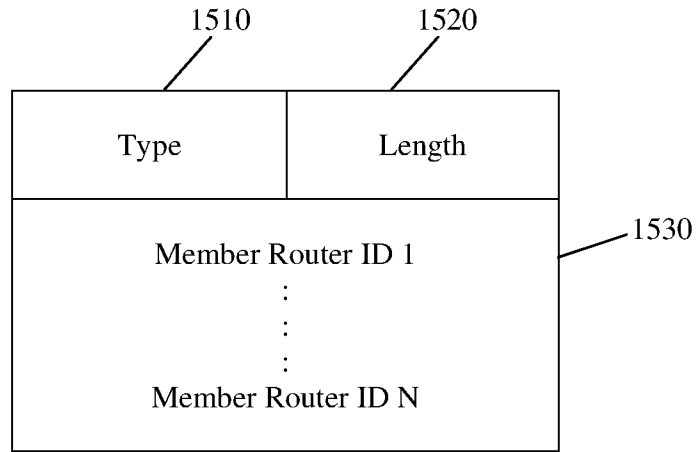 1510 1520
Type Length
1530
Member Router ID 1
:
:
:
Member Router ID N